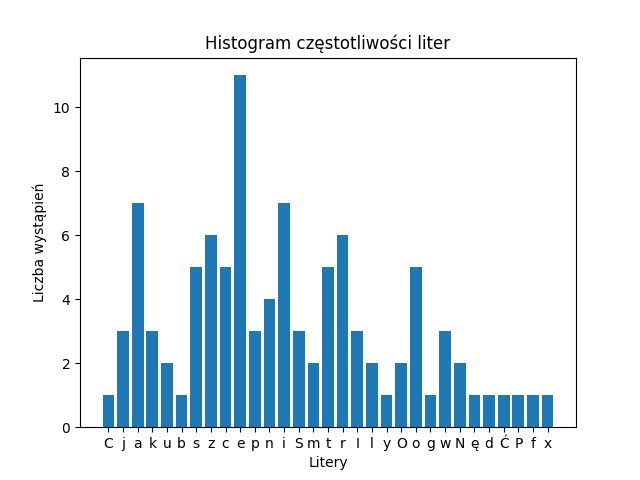 Histogram częstotliwości liter
Liczba wystąpień
10
8
6
4
2
0
C j a k u b s z c e p n i S m t r I l y O o g w N ę d Ć P f x
Litery